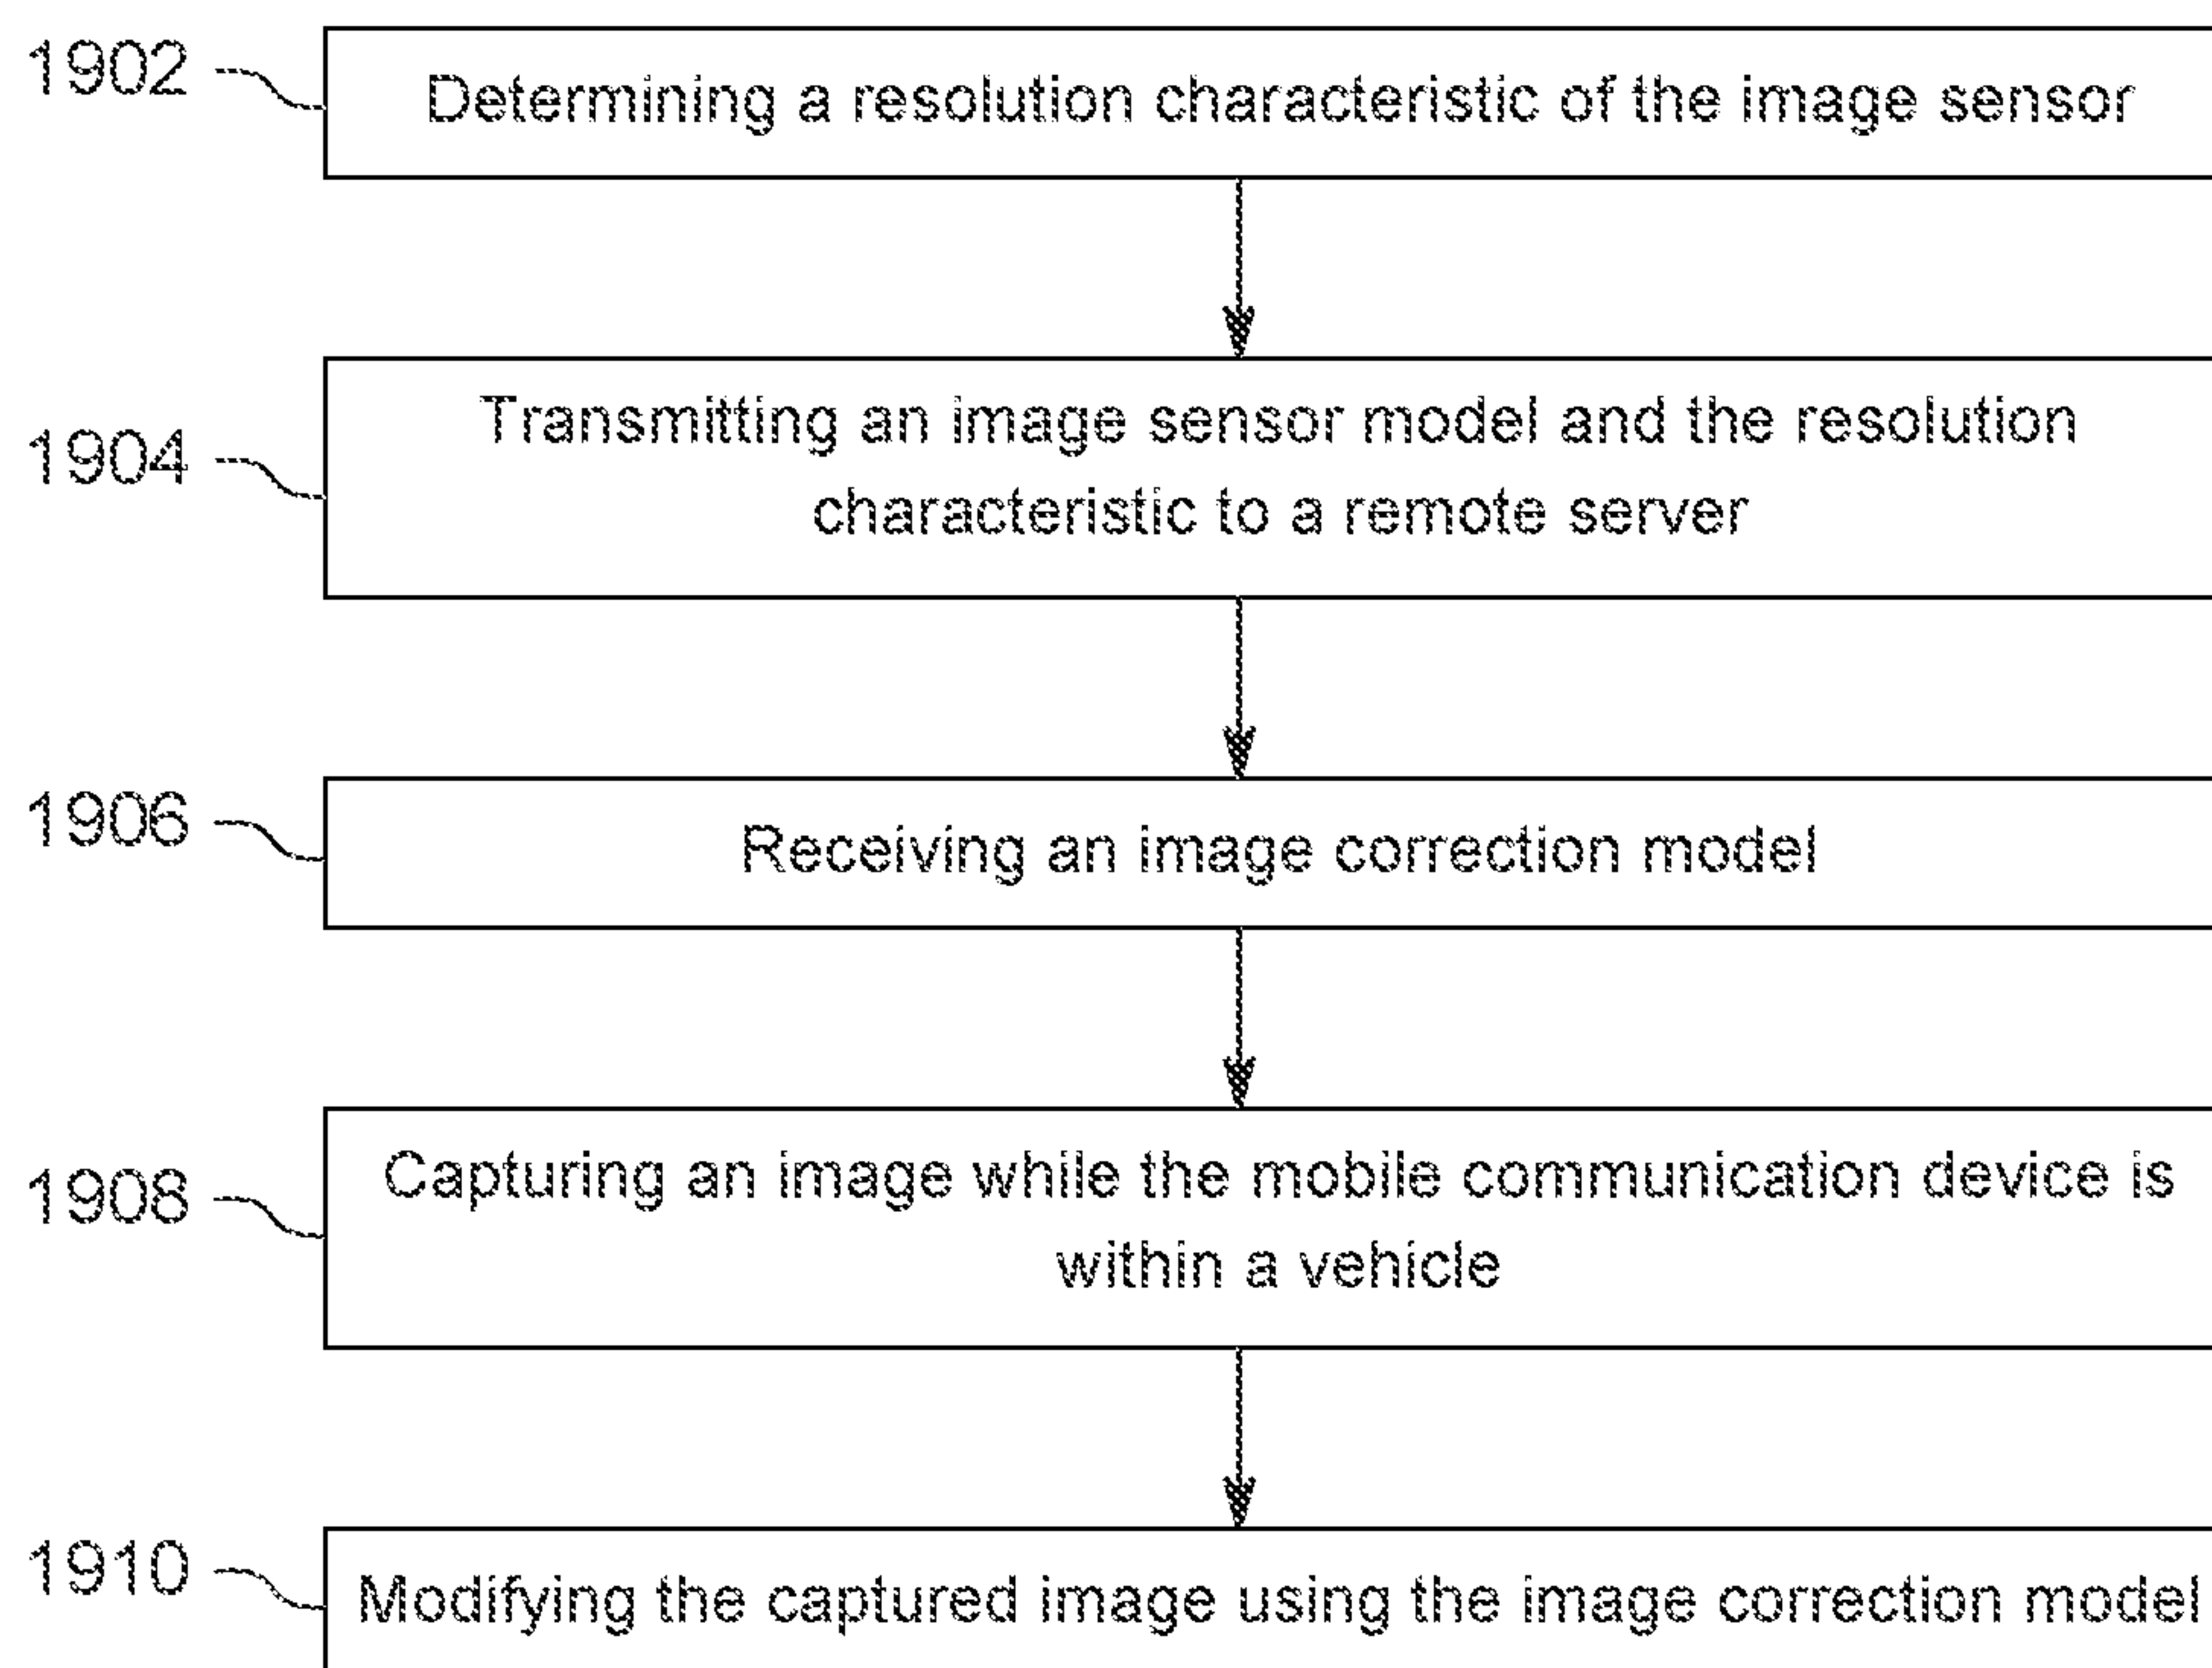 1902
Determining a resolution characteristic of the image sensor
1904
Transmitting an image sensor model and the resolution
characteristic to a remote server
1906
Receiving an image correction model
1908
Capturing an image while the mobile communication device is
within a vehicle
1910
Modifying the captured image using the image correction model